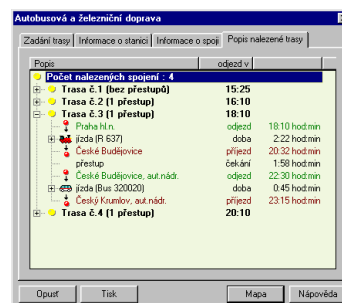 Autobusová a železniční doprava
Zadání trasy Informace o stanici Informace o spoji Popis nalezené trasy
Popis odjezd v
Počet nalezených spojení : 4
Trasa č.1 (bez přestupů) 15:25
Trasa č.2 (1 přestup) 16:10
Trasa č.3 (1 přestup) 18:10
Praha hl.n. odjezd 18:10 hod:min
jízda (R 637) doba 2:22 hod:min
České Budějovice příjezd 20:32 hod:min
přestup čekání 1:58 hod:min
České Budějovice, aut.nádr. odjezd 22:30 hod:min
jízda (Bus 320020) doba 0:45 hod:min
Český Krumlov, aut.nádr. příjezd 23:15 hod:min
Trasa č.4 (1 přestup) 20:10
Opusť Tisk Mapa Nápověda